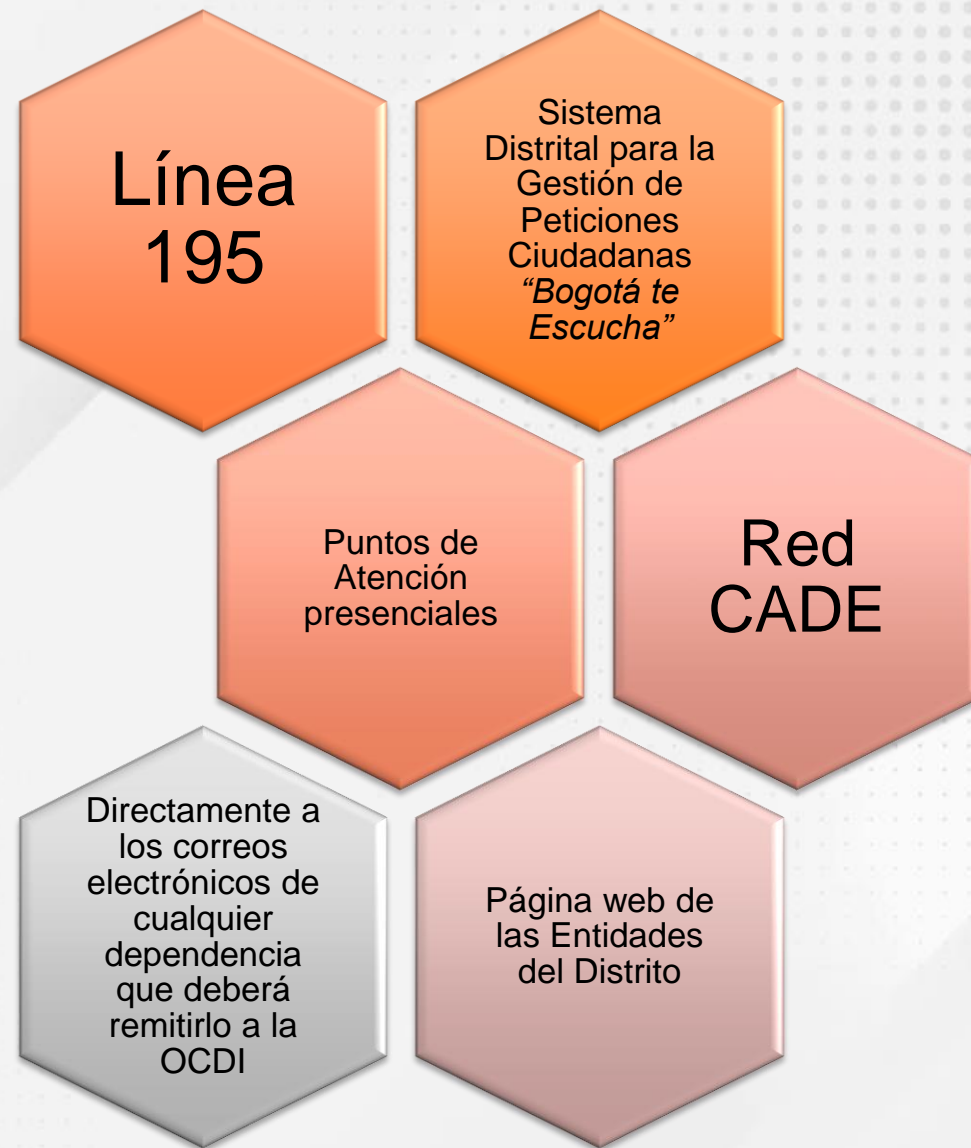 Línea
195
Sistema
Distrital para la
Gestión de
Peticiones
Ciudadanas
“Bogotá te
Escucha”
Puntos de
Atención
presenciales
Red
CADE
Directamente a
los correos
electrónicos de
cualquier
dependencia
que deberá
remitirlo a la
OCDI
Página web de
las Entidades
del Distrito